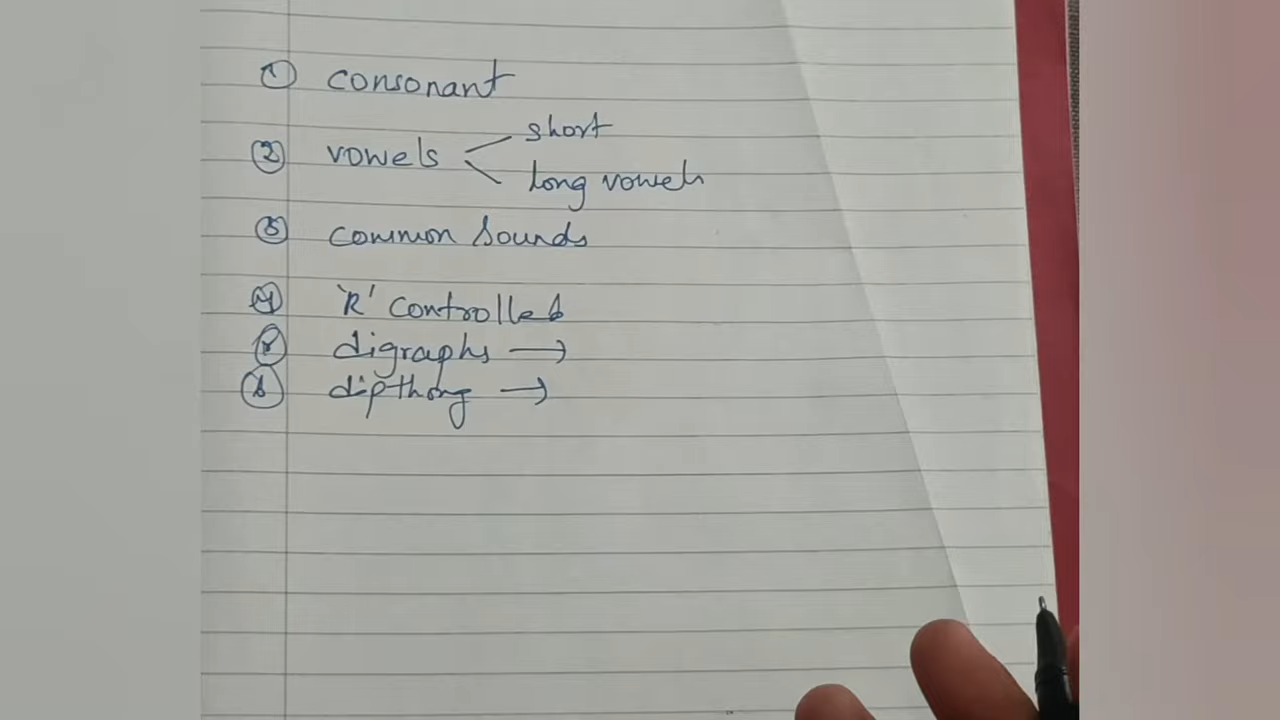 ① consonant
② vowels < short
long vowels
③ common sounds
④ 'R' controlled
⑤ digraphs →
⑥ dipthong →